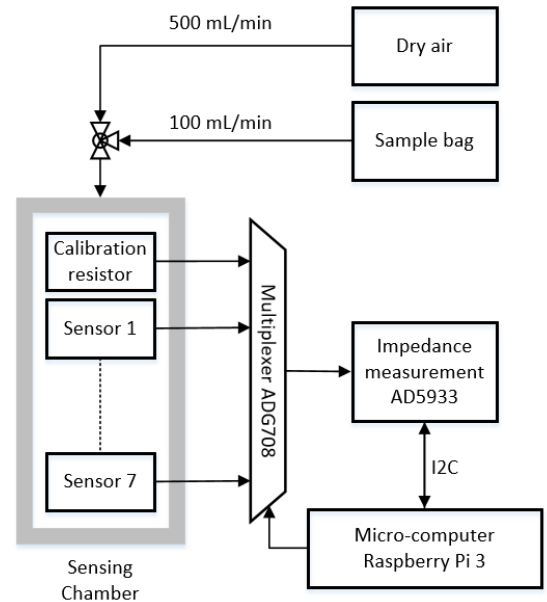 500 mL/min
Dry air
100 mL/min
Sample bag
Calibration
resistor
Sensor 1
Sensor 7
Sensing
Chamber
Multiplexer ADG708
Impedance
measurement
AD5933
I2C
Micro-computer
Raspberry Pi 3